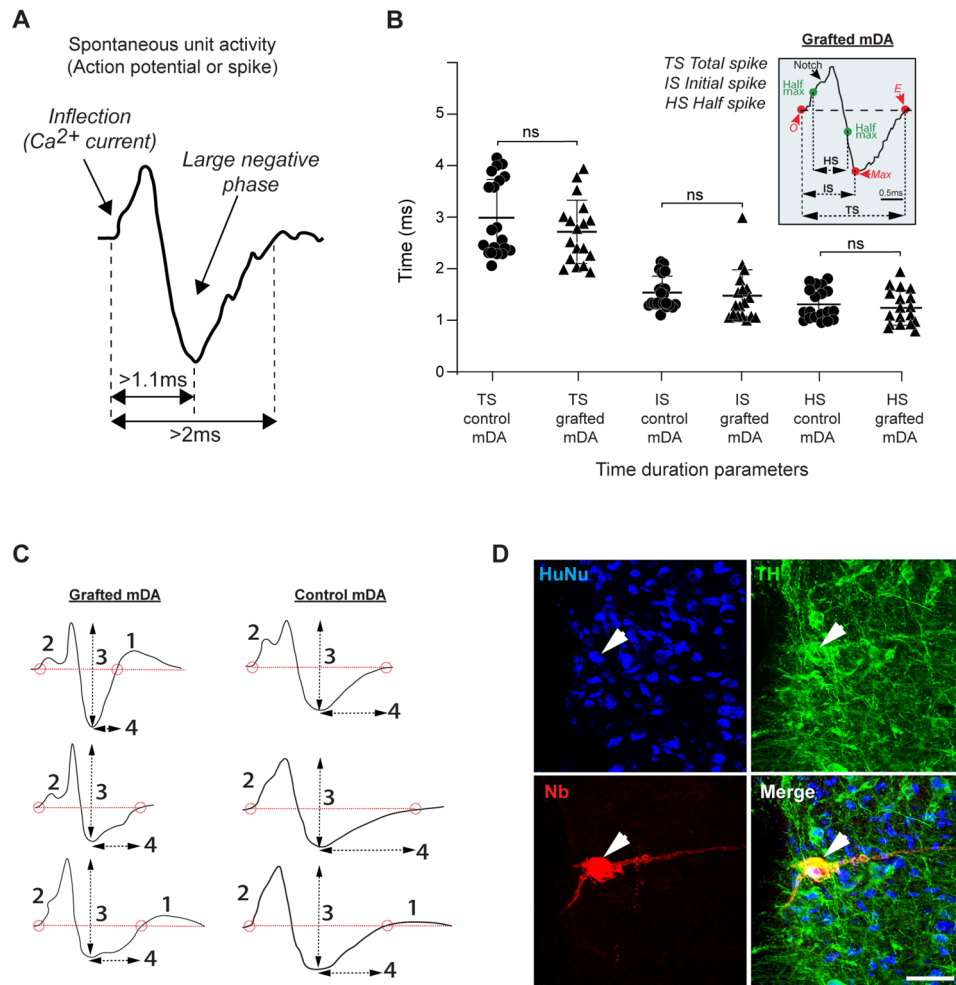 A
Spontaneous unit activity
(Action potential or spike)
Inflection
(Ca2+ current)
Large negative
phase
>1.1ms
>2ms
B
TS Total spike
IS Initial spike
HS Half spike
Grafted mDA
Notch
Half
max
E
O
Half
max
Max
HS
IS
TS
0.5ms
ns
ns
ns
Time (ms)
5
4
3
2
1
0
TS
control
mDA
TS
grafted
mDA
IS
control
mDA
IS
grafted
mDA
HS
control
mDA
HS
grafted
mDA
Time duration parameters
C
Grafted mDA
Control mDA
2
3
1
4
2
3
4
2
3
4
2
3
4
2
3
1
4
2
3
1
4
D
HuNu
TH
Nb
Merge